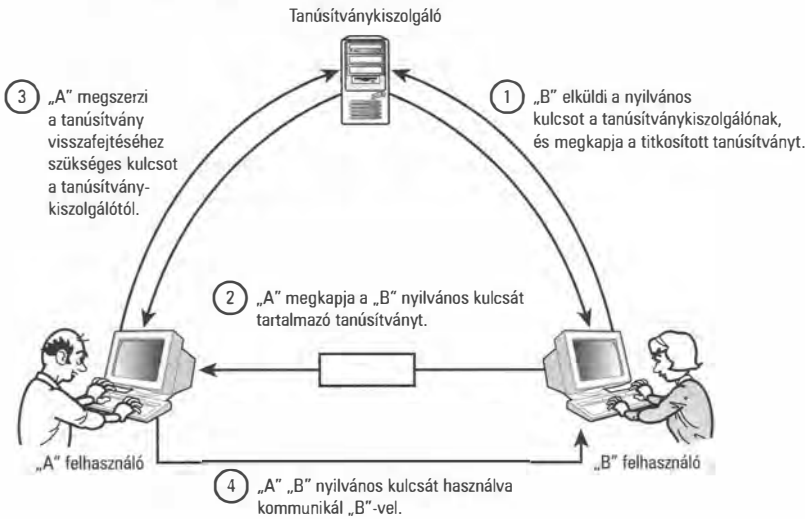 Tanúsítványkiszolgáló
3 „A” megszerzi
a tanúsítvány
visszafejtéséhez
szükséges kulcsot
a tanúsítvány-
kiszolgálótól.
1 „B” elküldi a nyilvános
kulcsot a tanúsítványkiszolgálónak,
és megkapja a titkosított tanúsítványt.
2 „A” megkapja a „B” nyilvános kulcsát
tartalmazó tanúsítványt.
„A” felhasználó
„B” felhasználó
4 „A” „B” nyilvános kulcsát használva
kommunikál „B”-vel.